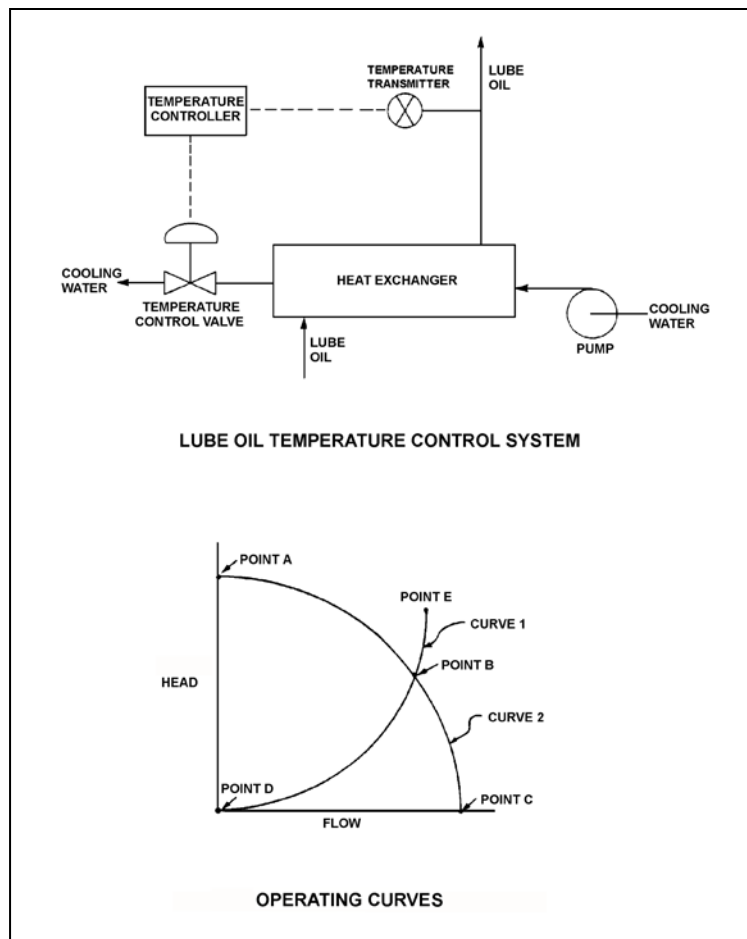 TEMPERATURE
TRANSMITTER
LUBE
OIL
TEMPERATURE
CONTROLLER
COOLING
WATER
TEMPERATURE
CONTROL VALVE
HEAT EXCHANGER
COOLING
WATER
PUMP
LUBE
OIL
LUBE OIL TEMPERATURE CONTROL SYSTEM
POINT A
POINT E
CURVE 1
POINT B
HEAD
CURVE 2
POINT D
POINT C
FLOW
OPERATING CURVES